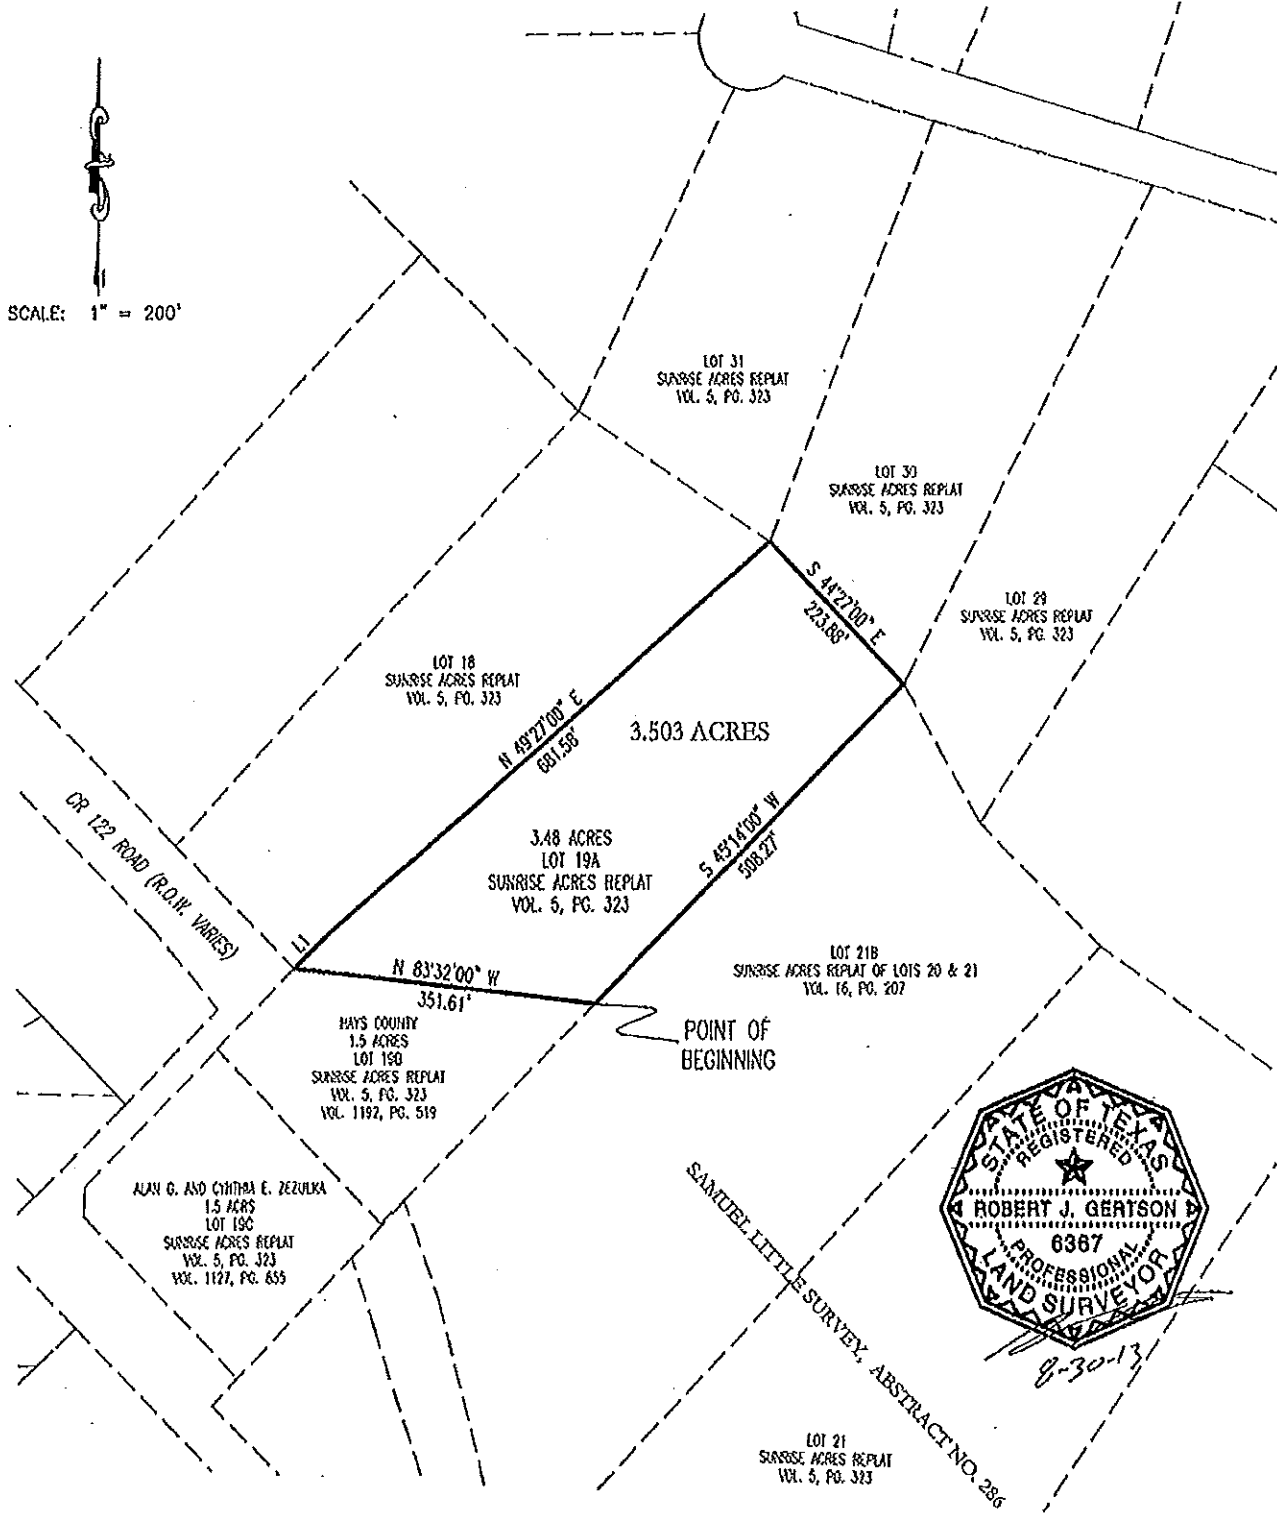 SCALE: 1" = 200'
LOT 31
SUNRISE ACRES REPLAT
VOL. 5, PG. 323
LOT 30
SUNRISE ACRES REPLAT
VOL. 5, PG. 323
LOT 29
SUNRISE ACRES REPLAT
VOL. 5, PG. 323
S 44°27'00" E
223.88'
LOT 18
SUNRISE ACRES REPLAT
VOL. 5, PG. 323
N 49°27'00" E
681.58'
3.503 ACRES
CR 122 ROAD (R.O.W. VARIES)
3.48 ACRES
LOT 19A
SUNRISE ACRES REPLAT
VOL. 5, PG. 323
S 45°14'00" W
508.27'
L1
N 83°32'00" W
351.61'
LOT 21B
SUNRISE ACRES REPLAT OF LOTS 20 & 21
VOL. 16, PG. 207
POINT OF
BEGINNING
HAYS COUNTY
1.5 ACRES
LOT 19D
SUNRISE ACRES REPLAT
VOL. 5, PG. 323
VOL. 1192, PG. 519
ALAN G. AND CYNTHIA E. ZEZULKA
1.5 ACRS
LOT 19C
SUNRISE ACRES REPLAT
VOL. 5, PG. 323
VOL. 1127, PG. 655
STATE OF TEXAS
REGISTERED
ROBERT J. GERTSON
6367
PROFESSIONAL
LAND SURVEYOR
9-30-13
SAMUEL LITTLE SURVEY, ABSTRACT NO. 286
LOT 21
SUNRISE ACRES REPLAT
VOL. 5, PG. 323